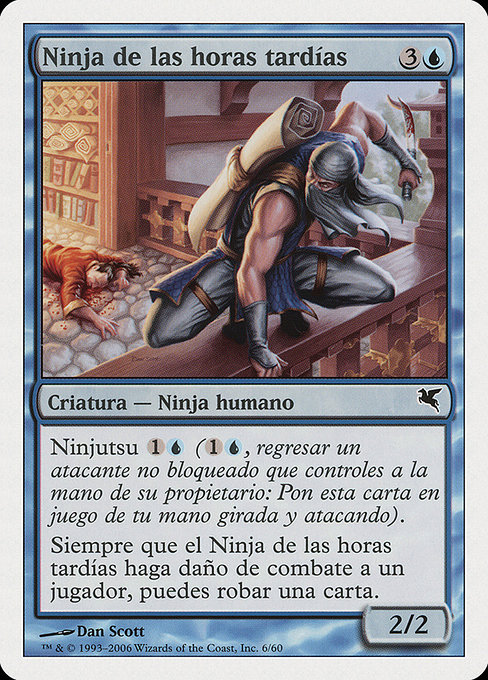 Ninja de las horas tardías 3
Criatura — Ninja humano
Ninjutsu 1 (1, regresar un
atacante no bloqueado que controles a la
mano de su propietario: Pon esta carta en
juego de tu mano girada y atacando).
Siempre que el Ninja de las horas
tardías haga daño de combate a un
jugador, puedes robar una carta.
Dan Scott
2/2
™ & © 1993–2006 Wizards of the Coast, Inc. 6/60